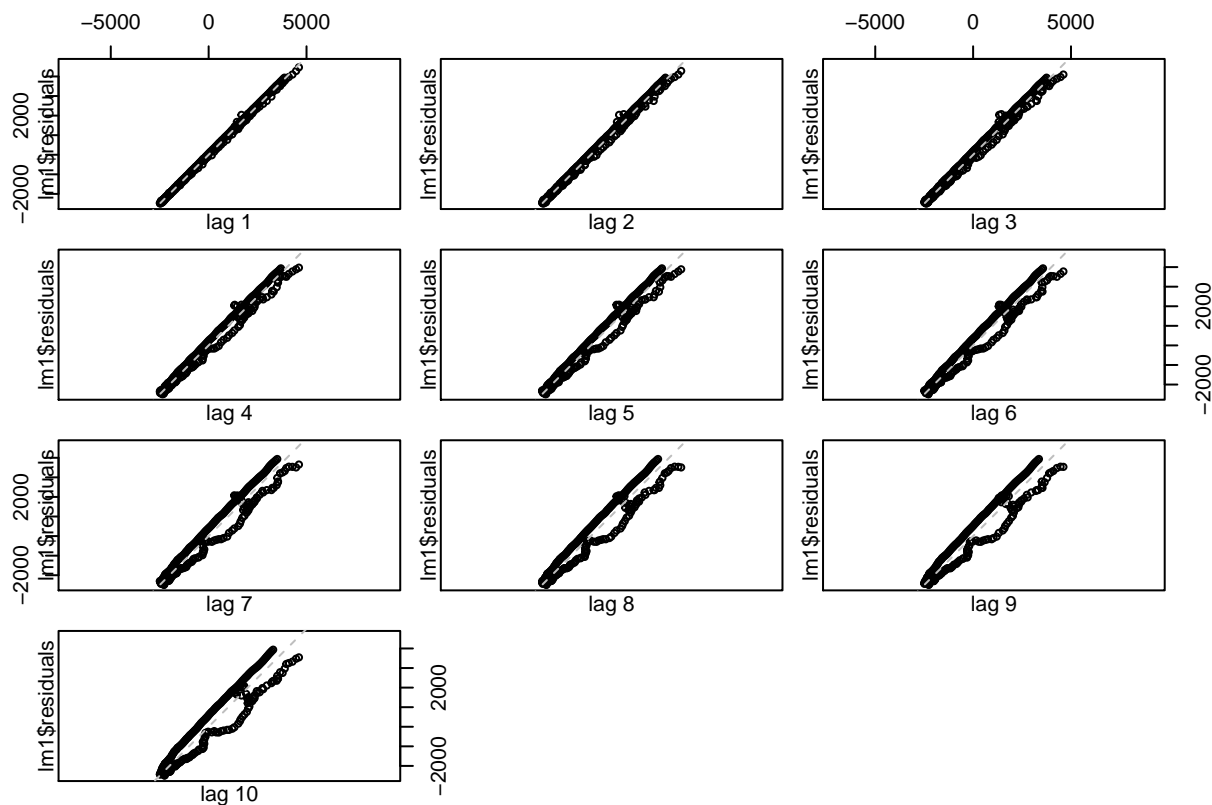 −5000 0 5000 −5000 0 5000
lm1$residuals lm1$residuals lm1$residuals
−2000 2000
lag 1 lag 2 lag 3
lm1$residuals lm1$residuals lm1$residuals
−2000 2000
lag 4 lag 5 lag 6
lm1$residuals lm1$residuals lm1$residuals
−2000 2000
lag 7 lag 8 lag 9
lm1$residuals
−2000 2000
lag 10